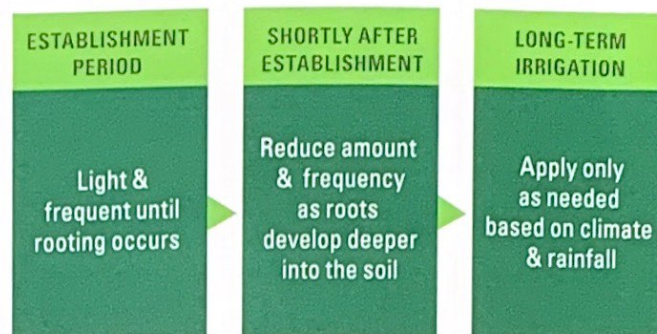 ESTABLISHMENT
PERIOD
Light &
frequent until
rooting occurs
SHORTLY AFTER
ESTABLISHMENT
Reduce amount
& frequency
as roots
develop deeper
into the soil
LONG-TERM
IRRIGATION
Apply only
as needed
based on climate
& rainfall